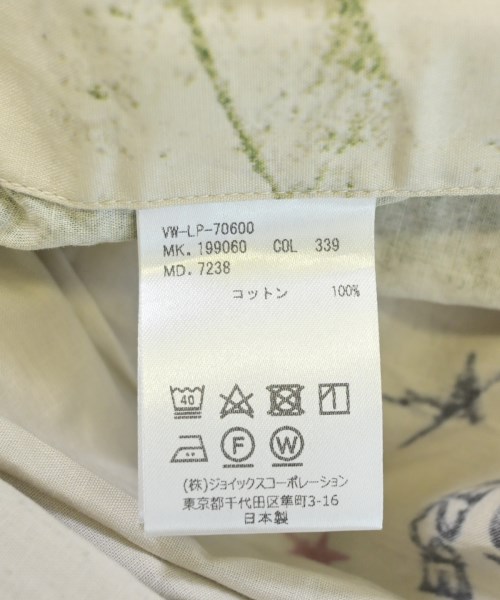 VW-LP-70600
MK. 199060 COL 339
MD. 7238
コットン 100%
40
F W
(株)ジョイックスコーポレーション
東京都千代田区隼町3-16
日本製